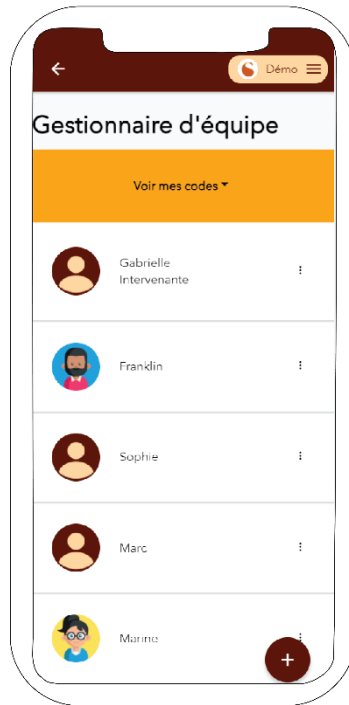 Démo
Gestionnaire d'équipe
Voir mes codes
Gabrielle
Intervenante
Franklin
Sophie
Marc
Marine
+